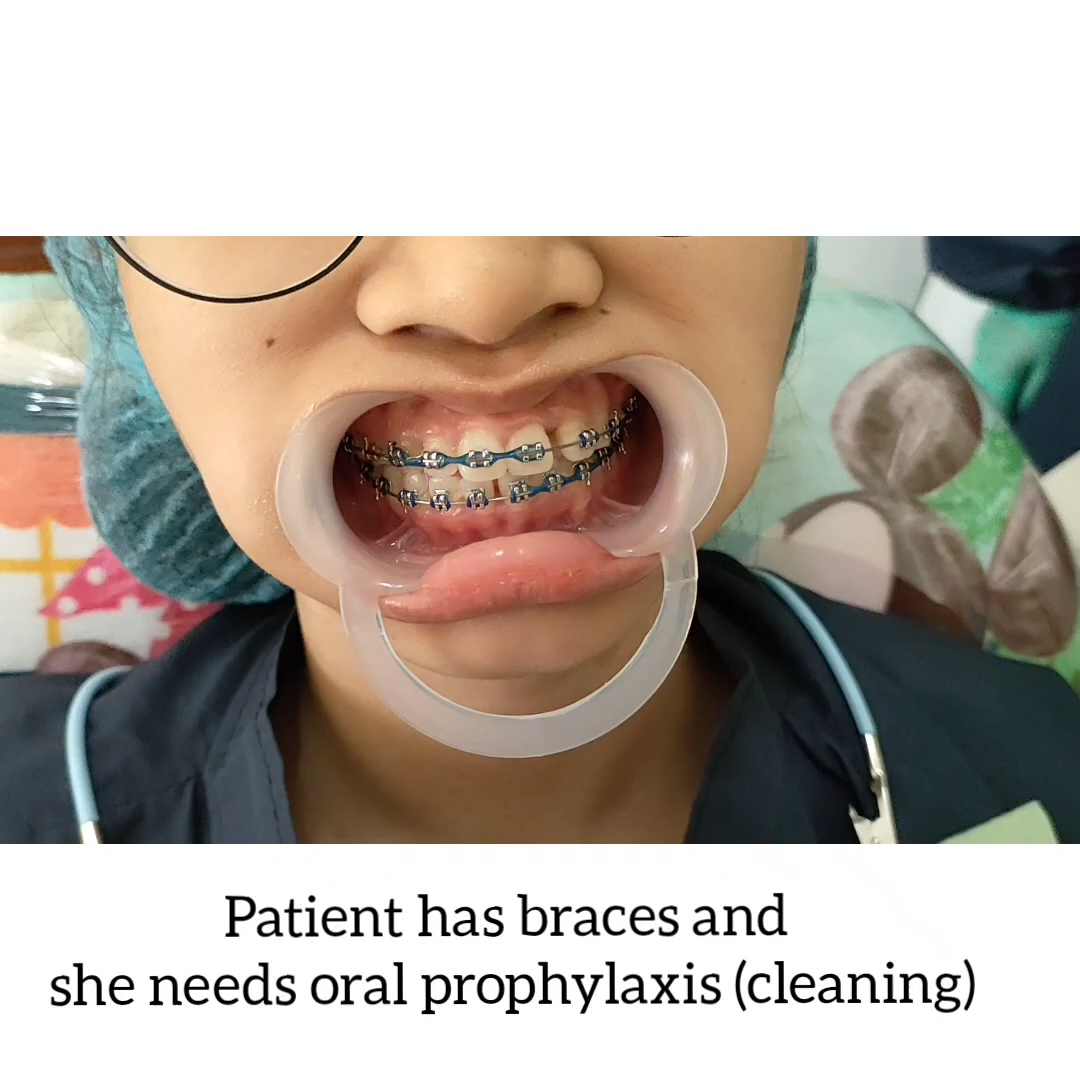 Patient has braces and
she needs oral prophylaxis (cleaning)